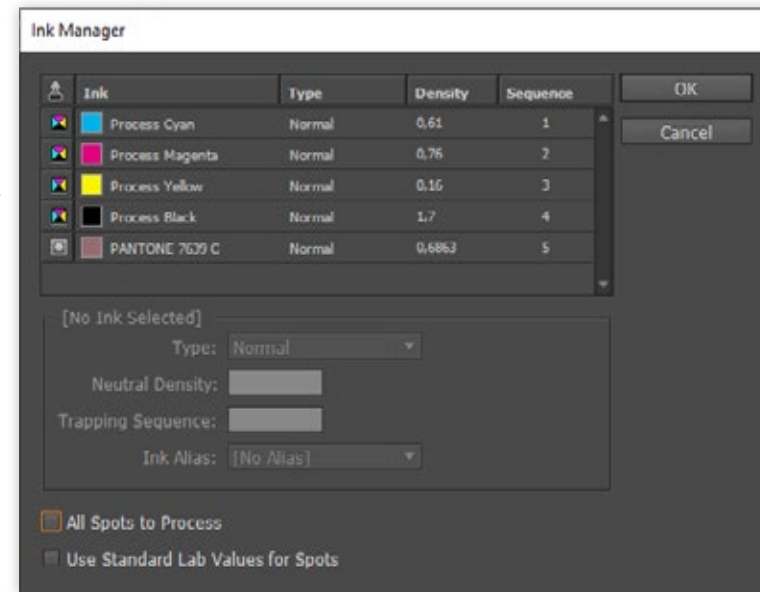 Ink Manager
Ink Type Density Sequence
Process Cyan Normal 0,61 1
Process Magenta Normal 0,76 2
Process Yellow Normal 0,16 3
Process Black Normal 1,7 4
PANTONE 7639 C Normal 0,6863 5
OK
Cancel
[No Ink Selected]
Type: Normal
Neutral Density:
Trapping Sequence:
Ink Alias: [No Alias]
All Spots to Process
Use Standard Lab Values for Spots